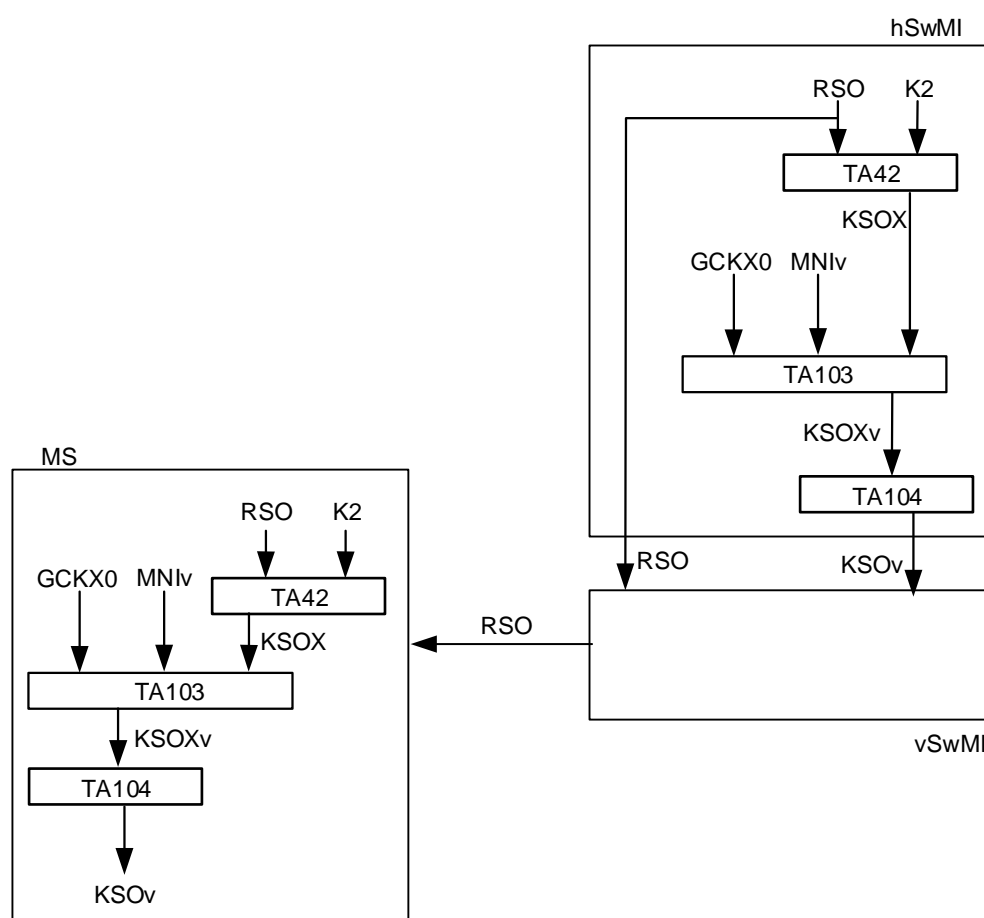 hSwMI
RSO K2
TA42
KSOX
GCKX0 MNIv
TA103
KSOXv
TA104
RSO KSOv
MS
RSO K2
GCKX0 MNIv
TA42
KSOX
TA103
KSOXv
TA104
KSOv
RSO
vSwMI